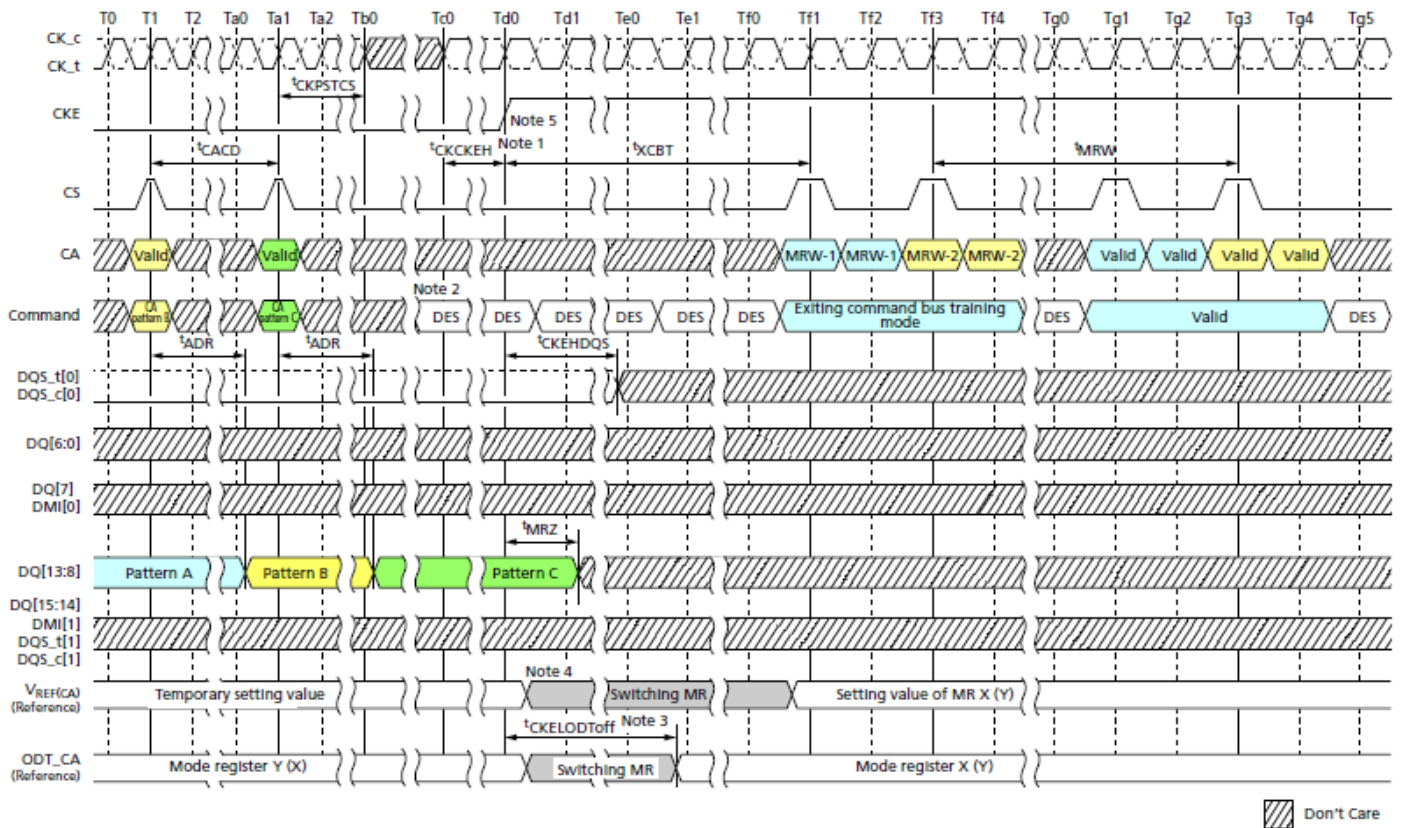 T0 T1 T2 Ta0 Ta1 Ta2 Tb0 Tc0 Td0 Td1 Te0 Te1 Tf0 Tf1 Tf2 Tf3 Tf4 Tg0 Tg1 Tg2 Tg3 Tg4 Tg5
CK_c
CK_t
tCKPSTCS
CKE
Note 5
tCACD tCKCKEH Note 1 tXCBT tMRW
CS
CA Valid Valid MRW-1 MRW-1 MRW-2 MRW-2 Valid Valid Valid Valid
Note 2
Command CA pattern B CA pattern C DES DES DES DES DES DES Exiting command bus training mode DES Valid DES
tADR tADR tCKEHDQS
DQS_t[0]
DQS_c[0]
DQ[6:0]
DQ[7]
DMI[0]
tMRZ
DQ[13:8] Pattern A Pattern B Pattern C
DQ[15:14]
DMI[1]
DQS_t[1]
DQS_c[1]
Note 4
VREF(CA) Temporary setting value Switching MR Setting value of MR X (Y)
(Reference)
tCKELODToff Note 3
ODT_CA Mode register Y (X) Switching MR Mode register X (Y)
(Reference)
Don't Care